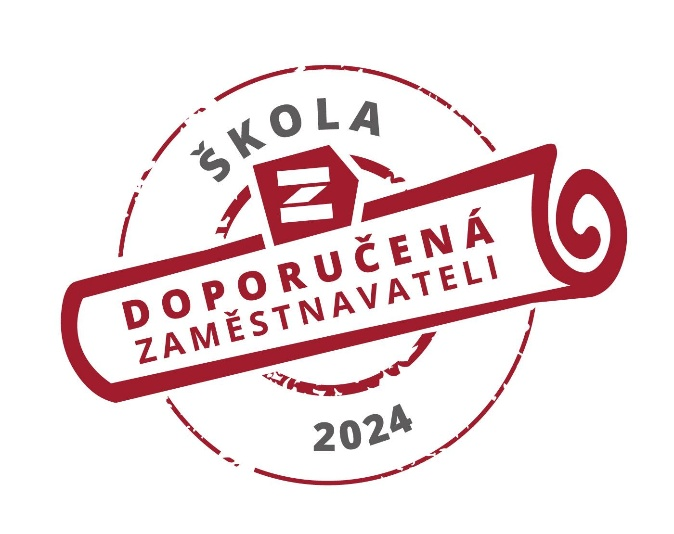 ŠKOLA
Z
DOPORUČENÁ
ZAMĚSTNAVATELI
2024